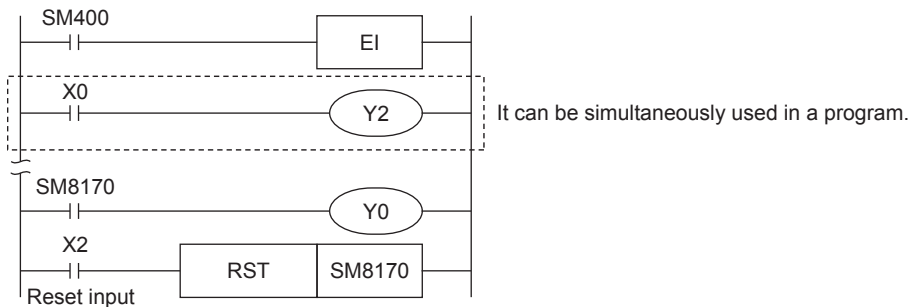 SM400
EI
X0
Y2
It can be simultaneously used in a program.
SM8170
Y0
X2
RST
SM8170
Reset input